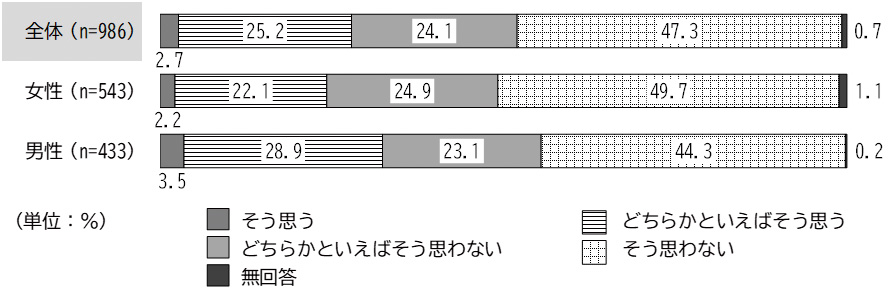 全体（n=986） 25.2 24.1 47.3 0.7
2.7
女性（n=543） 22.1 24.9 49.7 1.1
2.2
男性（n=433） 28.9 23.1 44.3 0.2
3.5
（単位：％） そう思う どちらかといえばそう思う
どちらかといえばそう思わない そう思わない
無回答